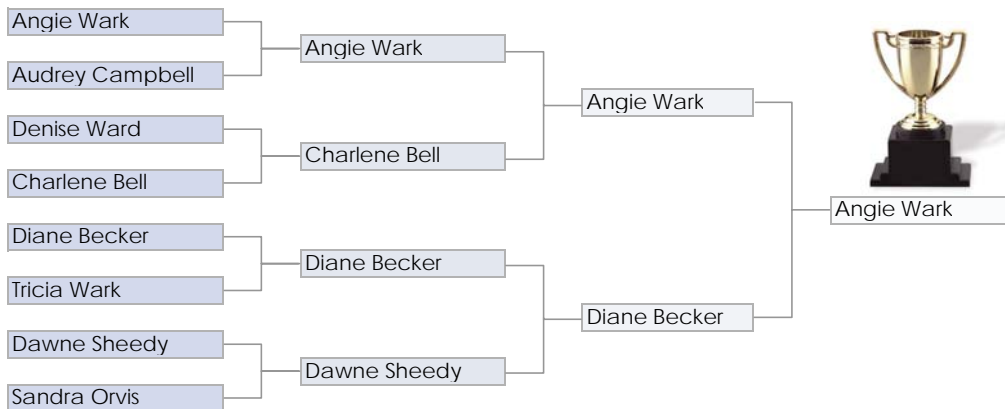 Angie Wark
Audrey Campbell
Denise Ward
Charlene Bell
Diane Becker
Tricia Wark
Dawne Sheedy
Sandra Orvis
Angie Wark
Charlene Bell
Diane Becker
Dawne Sheedy
Angie Wark
Diane Becker
Angie Wark